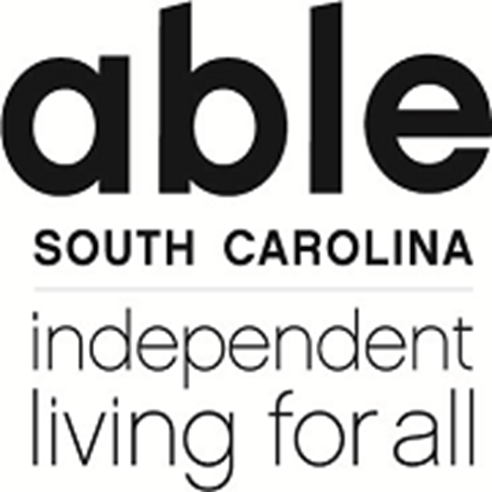 able
SOUTH CAROLINA
independent
living for all